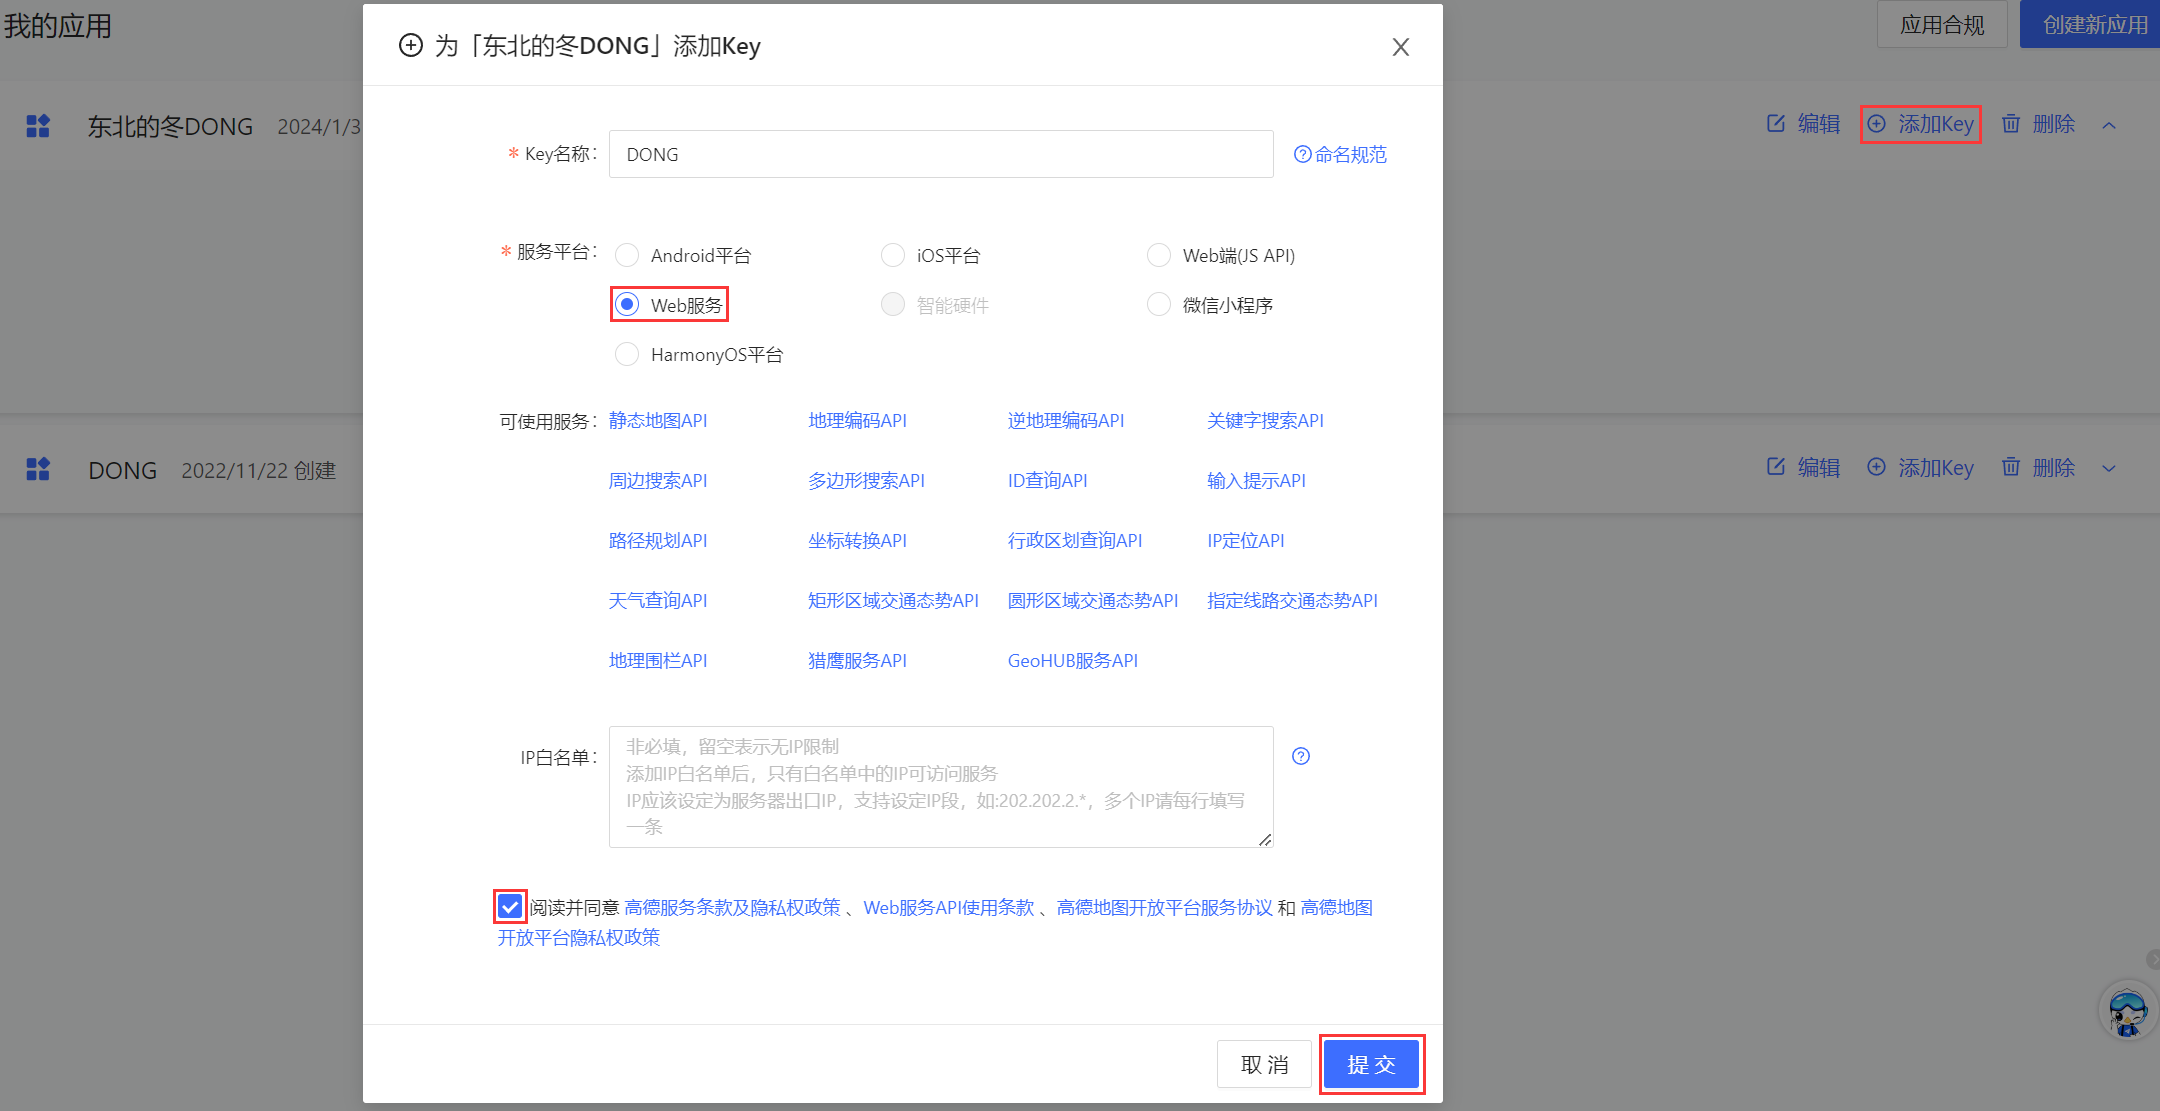 我的应用
应用合规
创建新应用
为「东北的冬DONG」添加Key
东北的冬DONG 2024/1/3
编辑 添加Key 删除
* Key名称: DONG 命名规范
* 服务平台: Android平台 iOS平台 Web端(JS API)
Web服务 智能硬件 微信小程序
HarmonyOS平台
可使用服务: 静态地图API 地理编码API 逆地理编码API 关键字搜索API
DONG 2022/11/22 创建
编辑 添加Key 删除
周边搜索API 多边形搜索API ID查询API 输入提示API
路径规划API 坐标转换API 行政区划查询API IP定位API
天气查询API 矩形区域交通态势API 圆形区域交通态势API 指定线路交通态势API
地理围栏API 猎鹰服务API GeoHUB服务API
IP白名单: 非必填，留空表示无IP限制
添加IP白名单后，只有白名单中的IP可访问服务
IP应该设定为服务器出口IP，支持设定IP段，如:202.202.2.*，多个IP请每行填写
一条
阅读并同意 高德服务条款及隐私权政策 、Web服务API使用条款 、高德地图开放平台服务协议 和 高德地图
开放平台隐私权政策
取 消
提 交